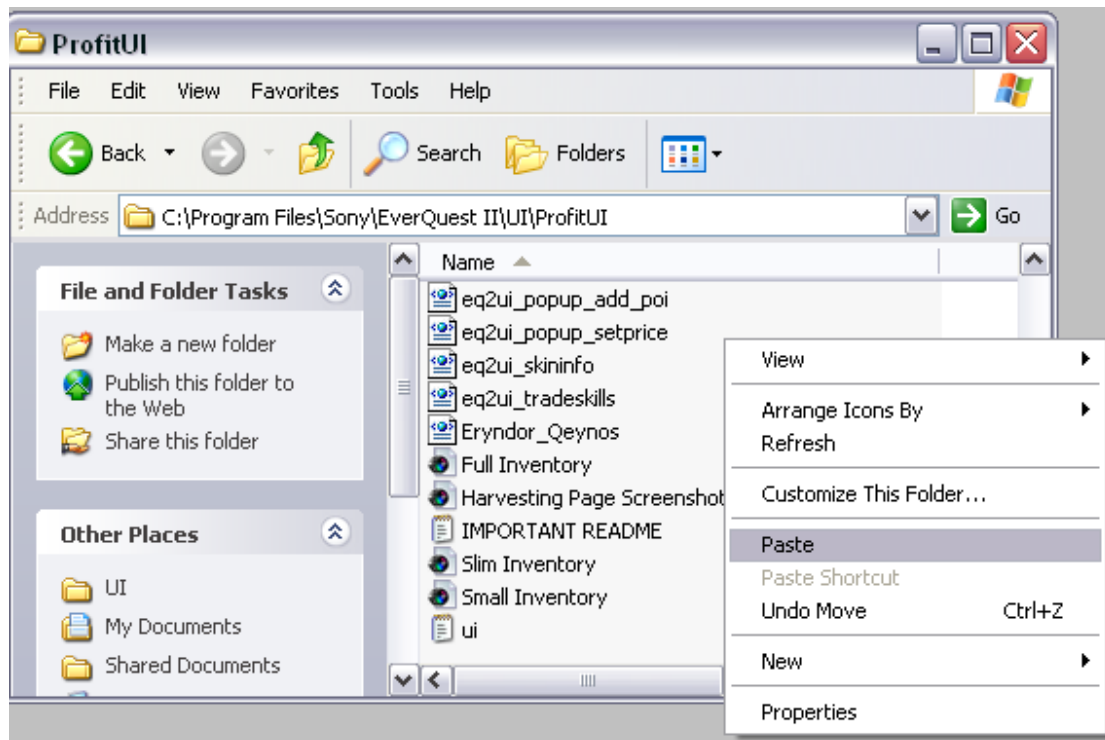 ProfitUI
File Edit View Favorites Tools Help
Back Search Folders
Address C:\Program Files\Sony\EverQuest II\UI\ProfitUI Go
File and Folder Tasks
Make a new folder
Publish this folder to
the Web
Share this folder
Other Places
UI
My Documents
Shared Documents
Name
eq2ui_popup_add_poi
eq2ui_popup_setprice
eq2ui_skininfo
eq2ui_tradeskills
Eryndor_Qeynos
Full Inventory
Harvesting Page Screenshot
IMPORTANT README
Slim Inventory
Small Inventory
ui
View
Arrange Icons By
Refresh
Customize This Folder...
Paste
Paste Shortcut
Undo Move Ctrl+Z
New
Properties